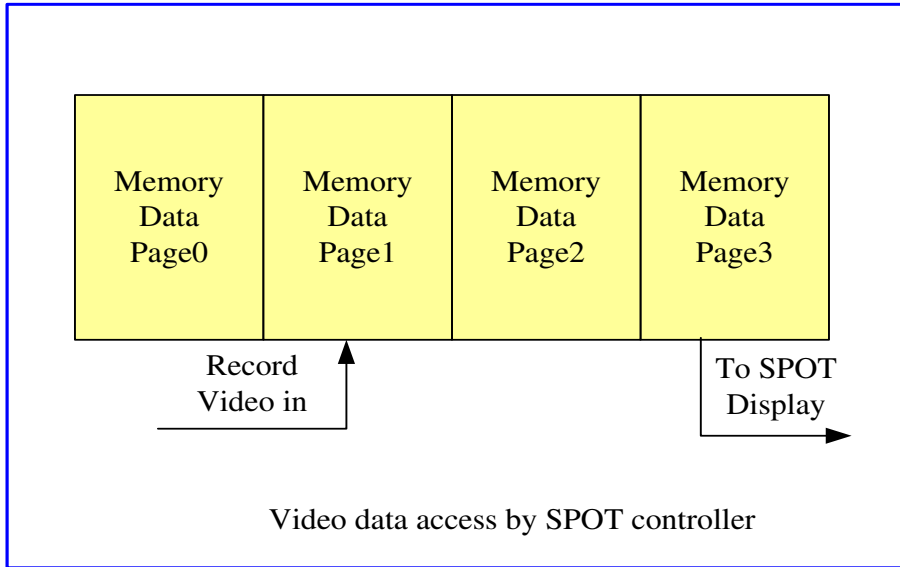 Memory
Data
Page0
Memory
Data
Page1
Memory
Data
Page2
Memory
Data
Page3
Record
Video in
To SPOT
Display
Video data access by SPOT controller